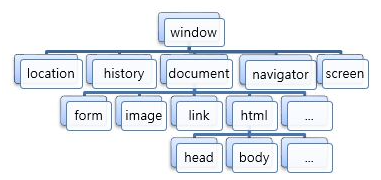 window
location history document navigator screen
form image link html ...
head body ...